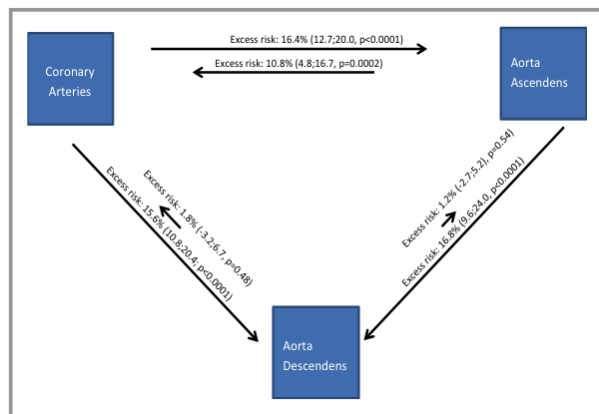 Excess risk: 16.4% (12.7;20.0, p<0.0001)
Excess risk: 10.8% (4.8;16.7, p=0.0002)
Coronary
Arteries
Aorta
Ascendens
Excess risk: 1.8% (-3.2;6.7, p=0.48)
Excess risk: 15.6% (10.8;20.4; p<0.0001)
Excess risk: 1.2% (-2.7;5.2), p=0.54)
Excess risk: 16.8% (9.6;24.0, p<0.0001)
Aorta
Descendens